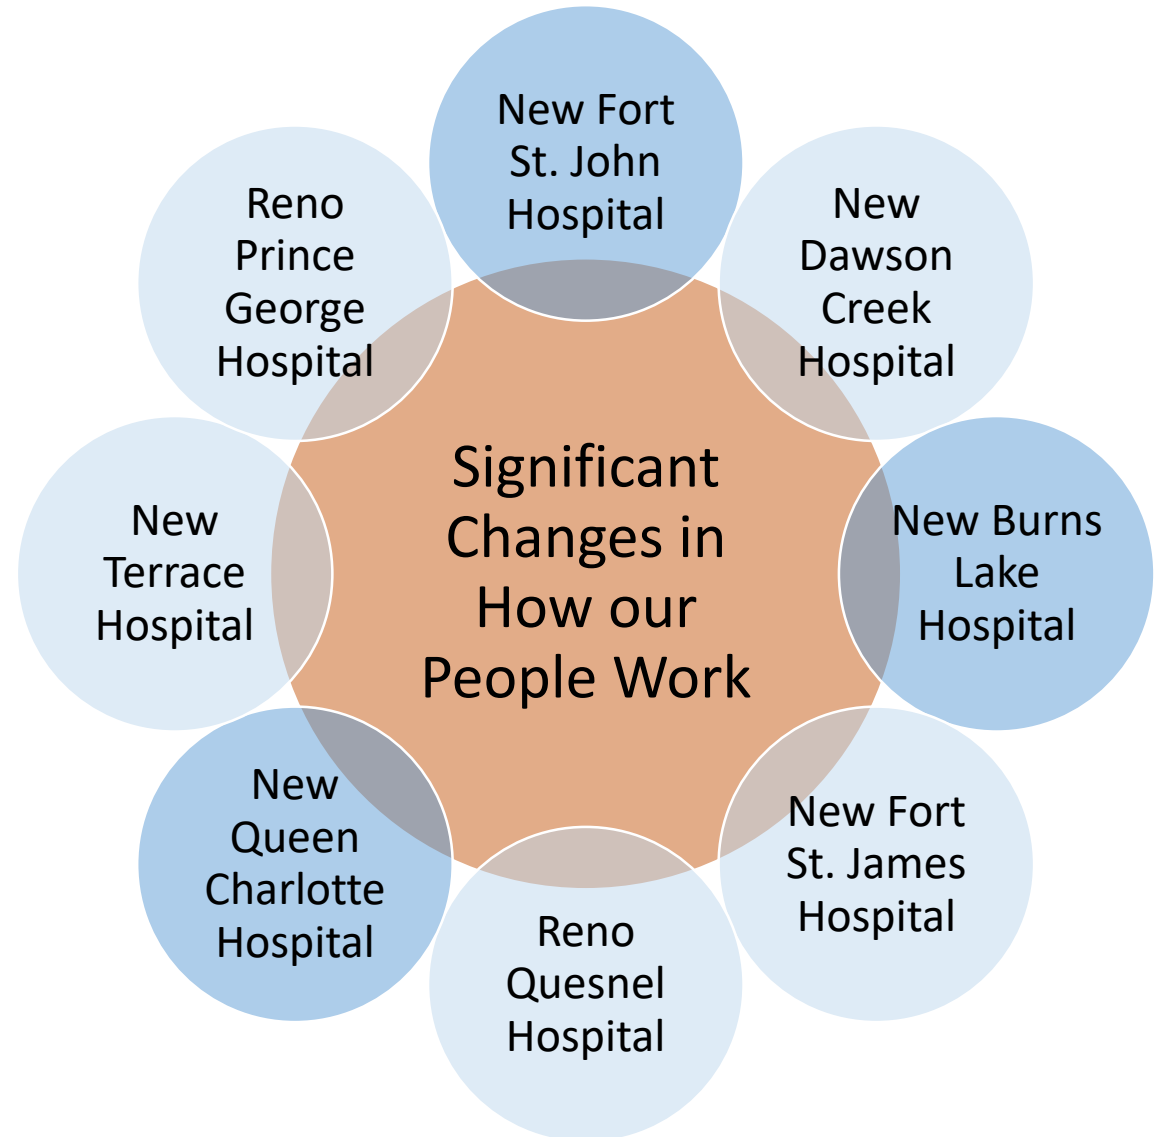 New Fort
St. John
Hospital
New
Dawson
Creek
Hospital
New Burns
Lake
Hospital
New Fort
St. James
Hospital
Reno
Quesnel
Hospital
New
Queen
Charlotte
Hospital
New
Terrace
Hospital
Reno
Prince
George
Hospital
Significant
Changes in
How our
People Work